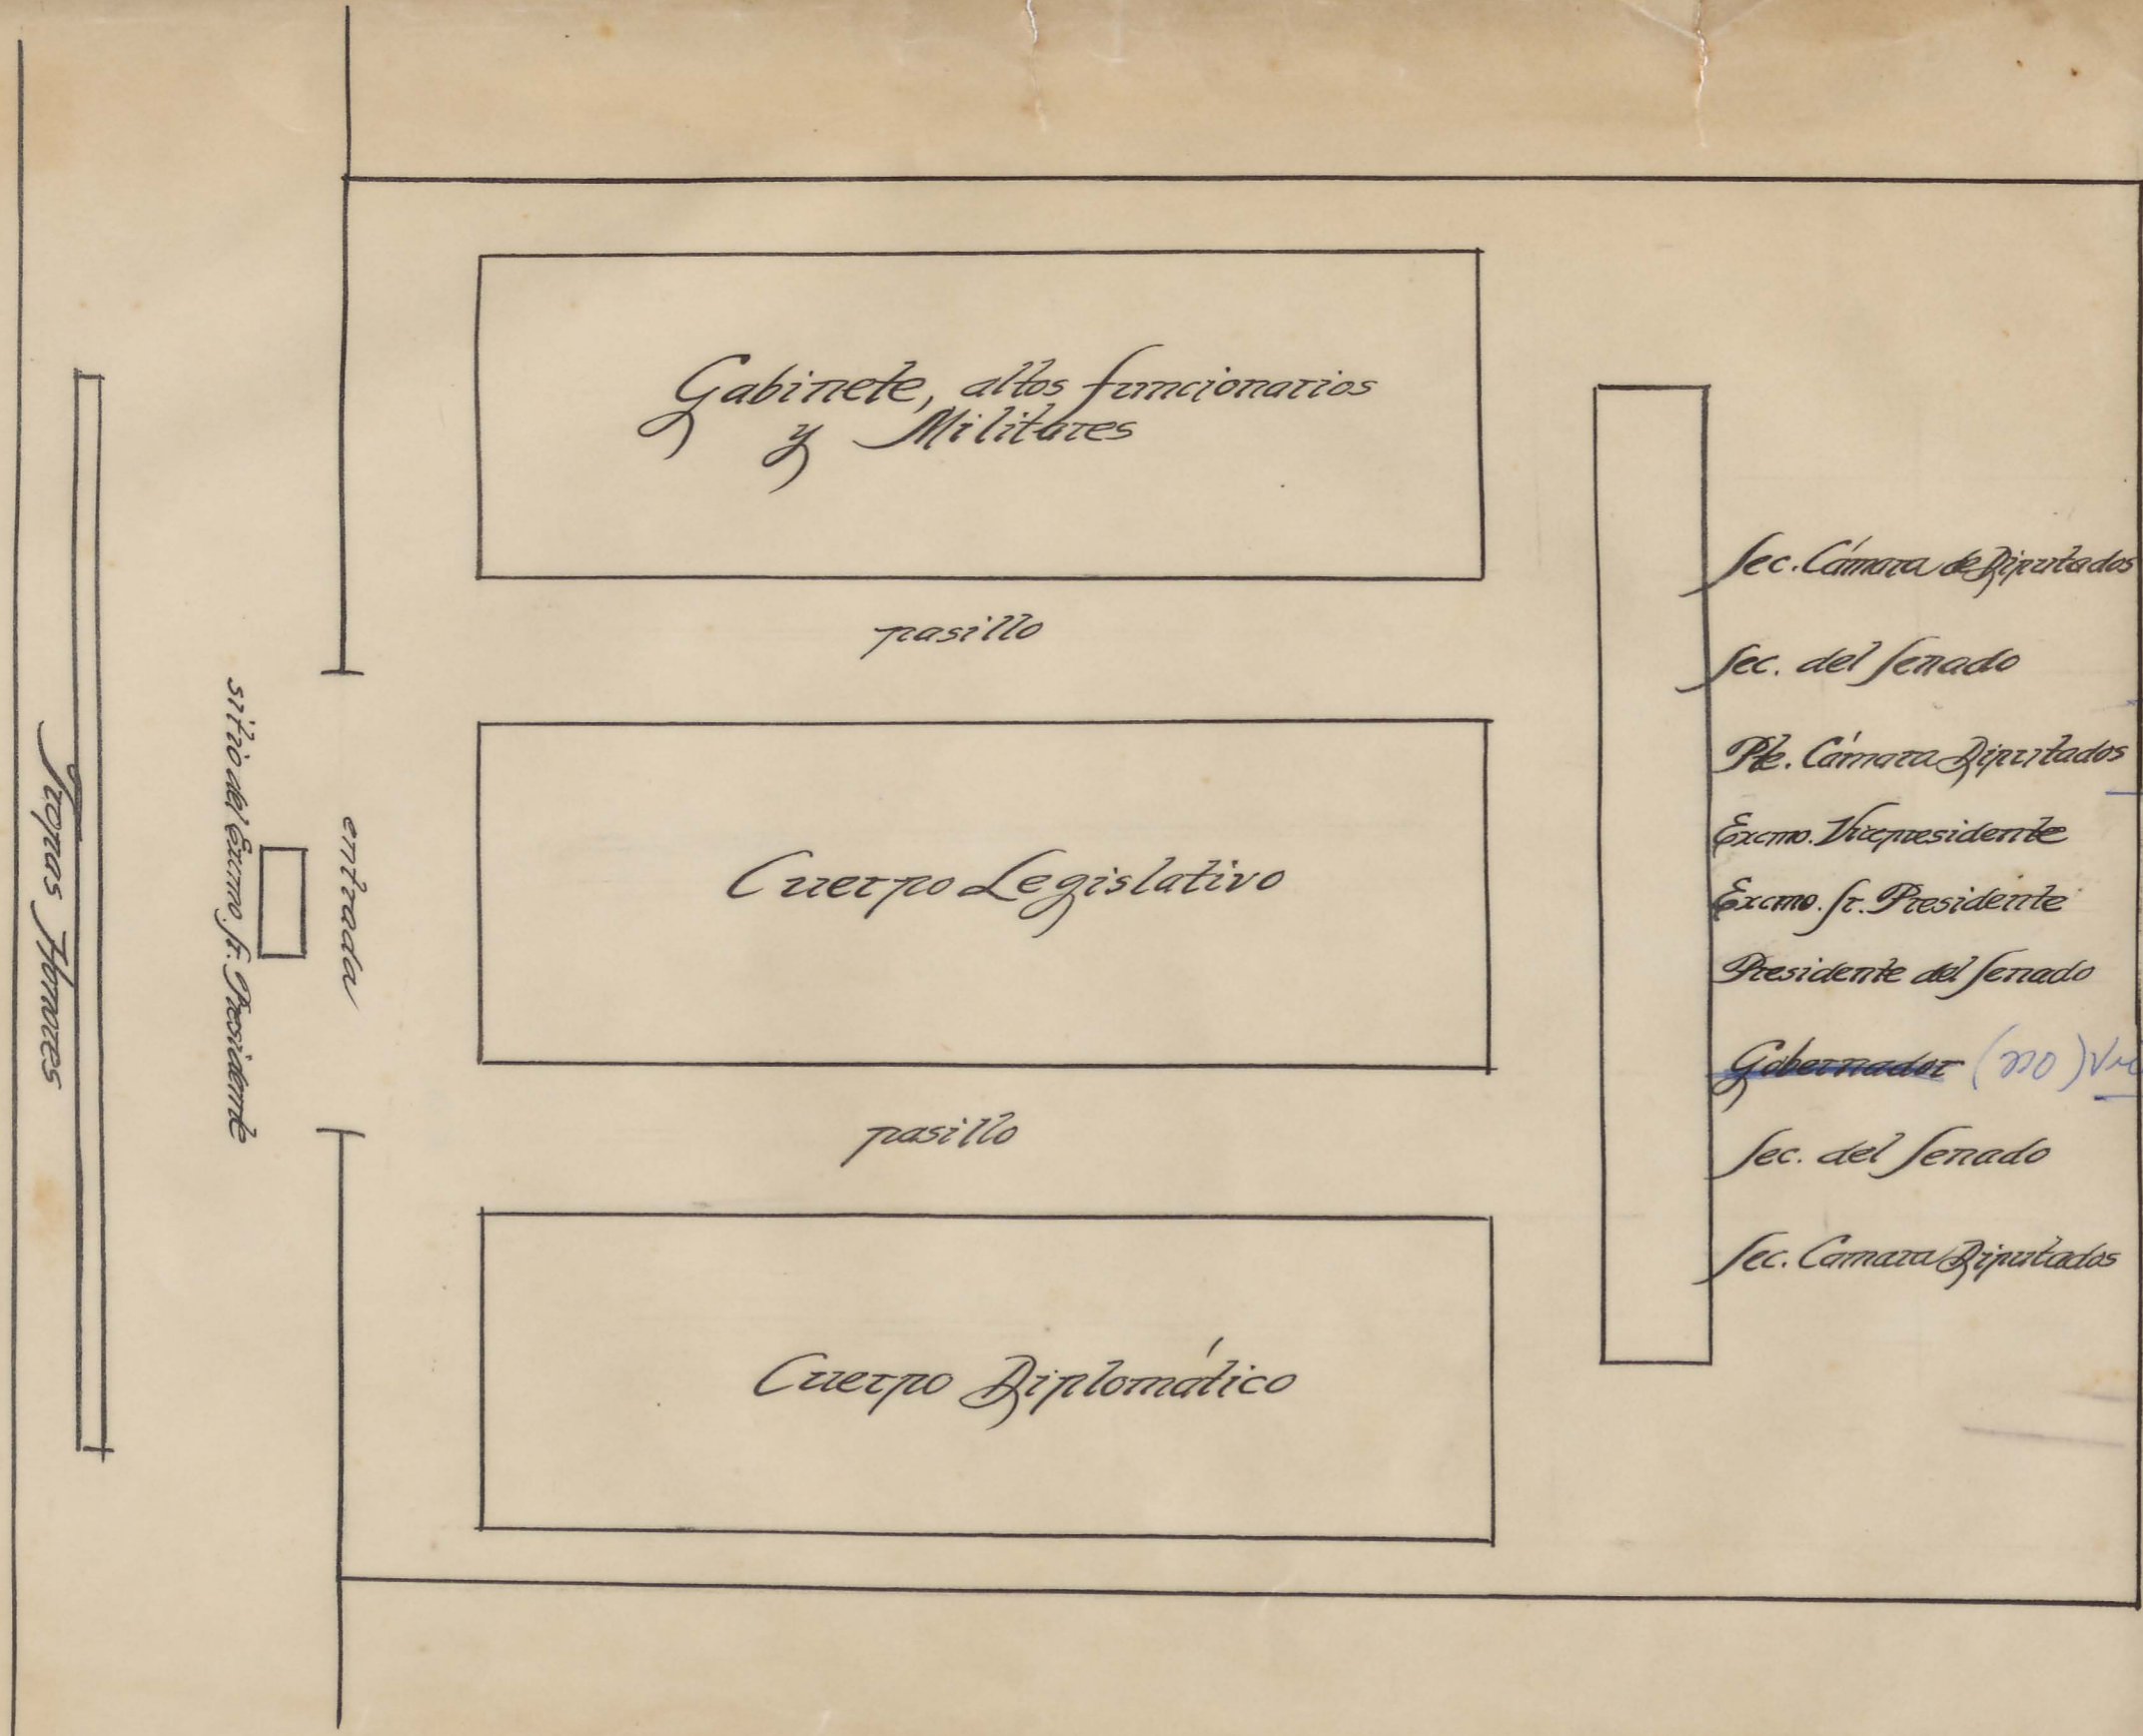 Gabinete, altos funcionarios
y Militares
pasillo
Cuerpo Legislativo
pasillo
Cuerpo Diplomático
Tropas Honores
sitio del Excmo. Sr. Presidente
entrada
Sec. Cámara de Diputados
Sec. del Senado
Pte. Cámara Diputados
Excmo. Vicepresidente
Excmo. Sr. Presidente
Presidente del Senado
Gobernador (no)
Sec. del Senado
Sec. Camara Diputados